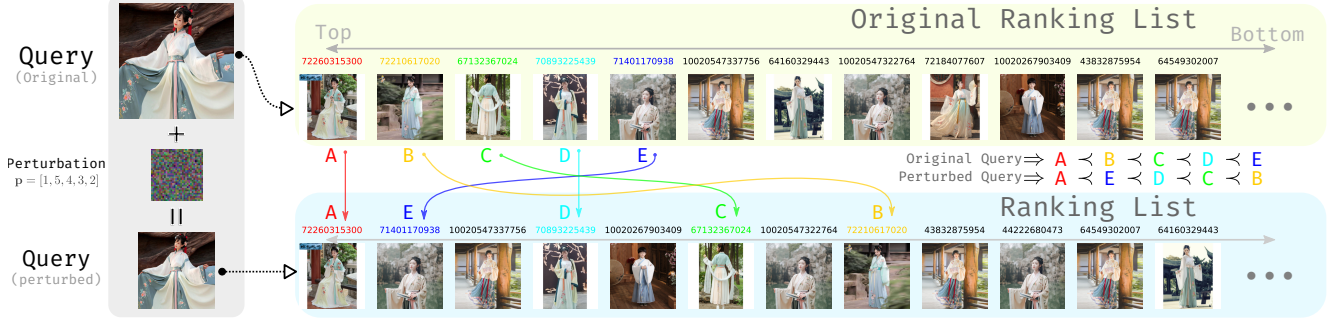 Query
(Original)
+
Perturbation
p = [1, 5, 4, 3, 2]
=
Query
(perturbed)
Original Ranking List
Top
Bottom
72260315300 72210617020 67132367024 70893225439 71401170938 10020547337756 64160329443 10020547322764 72184077607 10020267903409 43832875954 64549302007
A B C D E
Original Query⇒ A ≺ B ≺ C ≺ D ≺ E
Perturbed Query⇒ A ≺ E ≺ D ≺ C ≺ B
Ranking List
A E D C B
72260315300 71401170938 10020547337756 70893225439 10020267903409 67132367024 10020547322764 72210617020 43832875954 44222680473 64549302007 64160329443